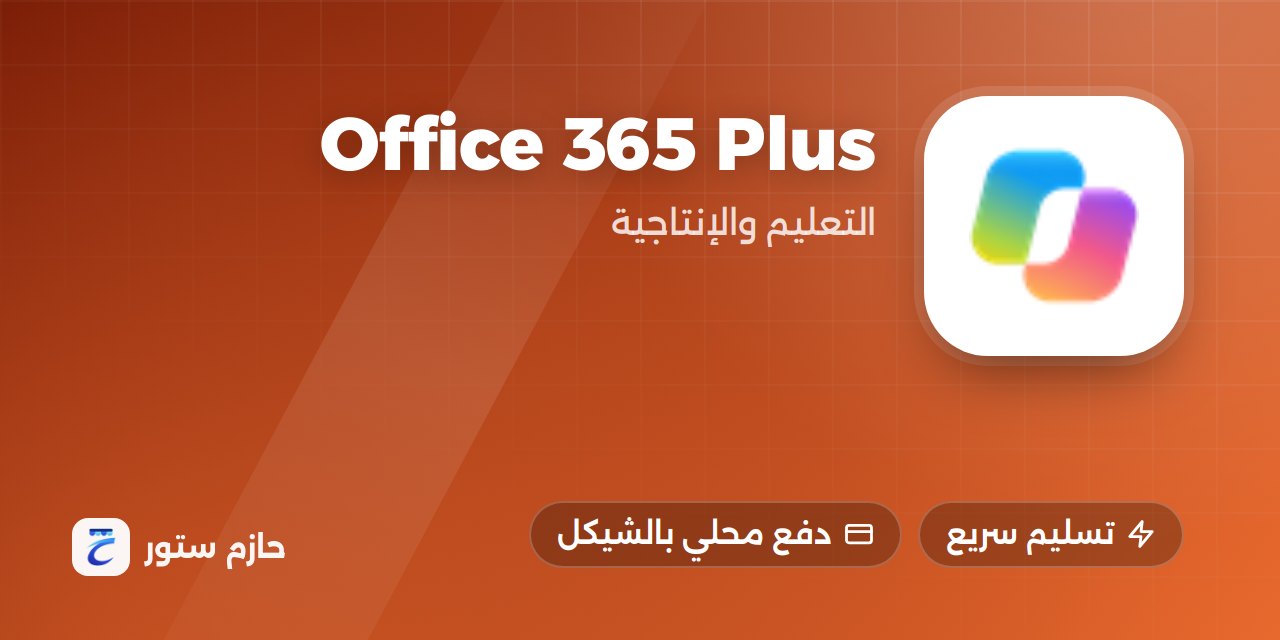 Office 365 Plus
التعليم والإنتاجية
تسليم سريع
دفع محلي بالشيكل
حازم ستور